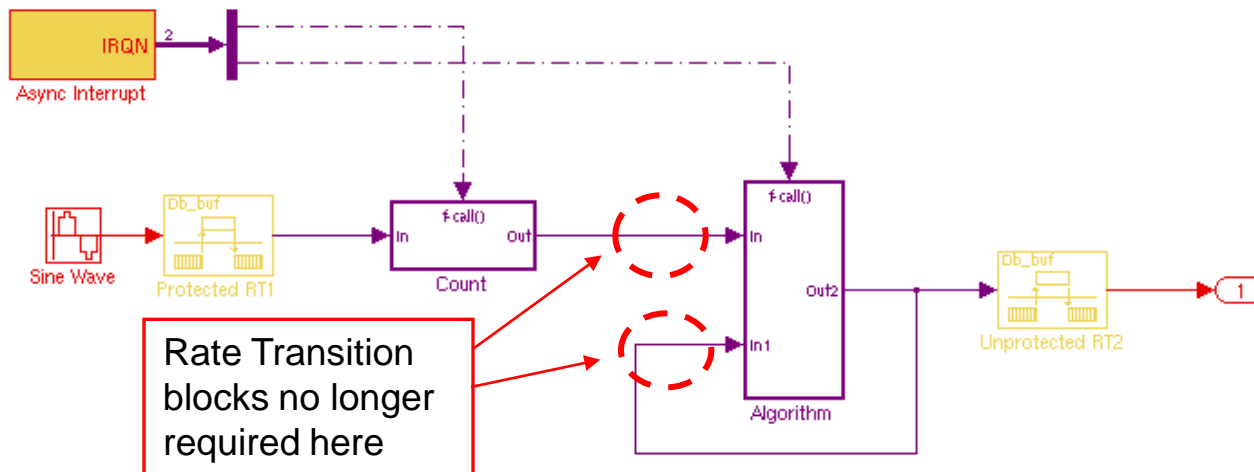 IRQN
2
Async Interrupt
Db_buf
f-call()
f-call()
In
Out
In
Sine Wave
Protected RT1
Count
Out2
Db_buf
1
In1
Unprotected RT2
Algorithm
Rate Transition
blocks no longer
required here